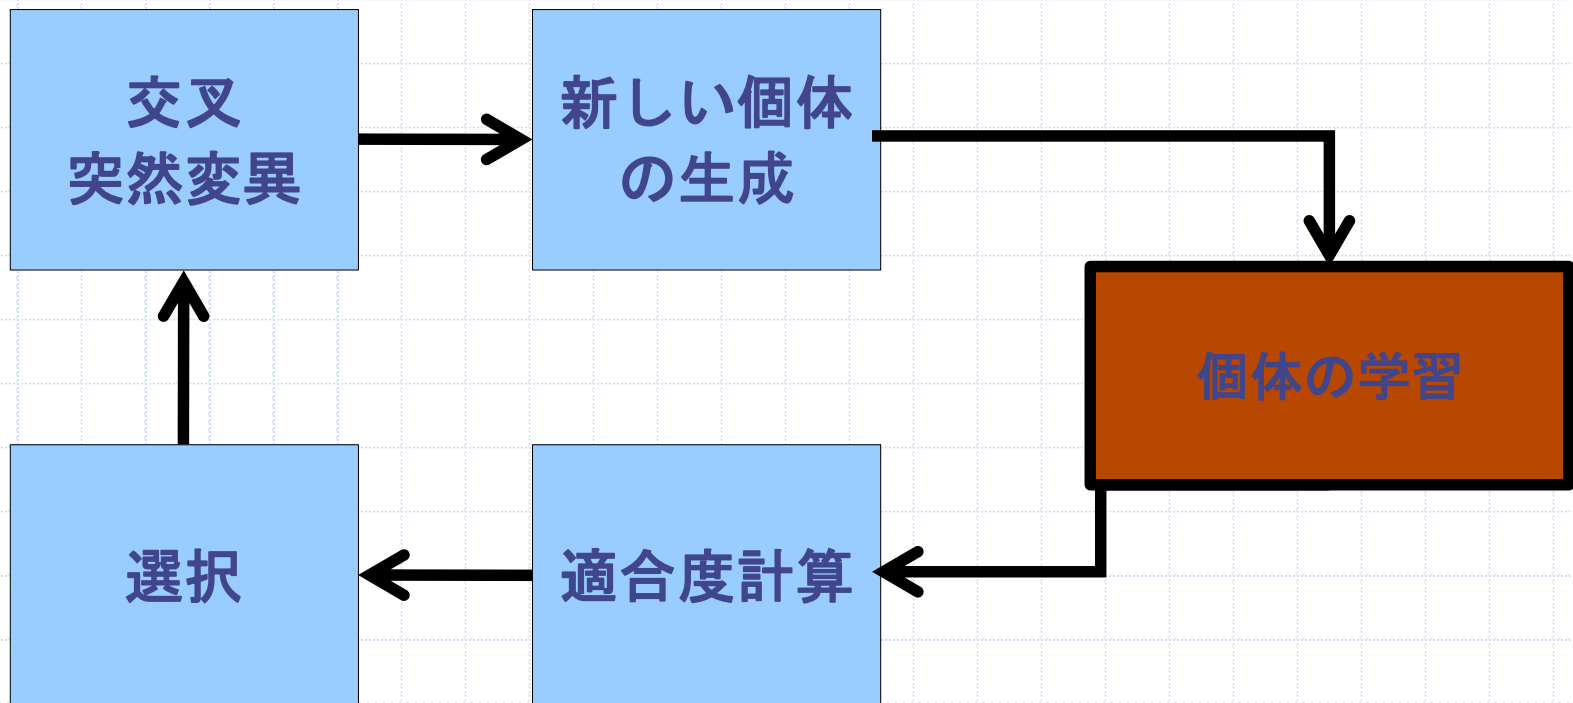 交叉
突然変異
新しい個体
の生成
個体の学習
選択
適合度計算